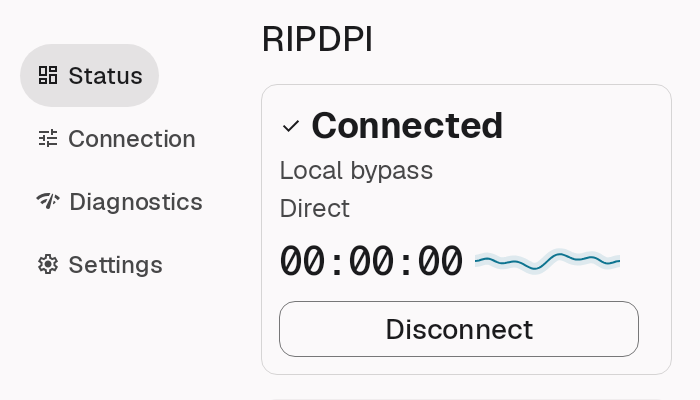 RIPDPI
Status
Connection
Diagnostics
Settings
Connected
Local bypass
Direct
00:00:00
Disconnect